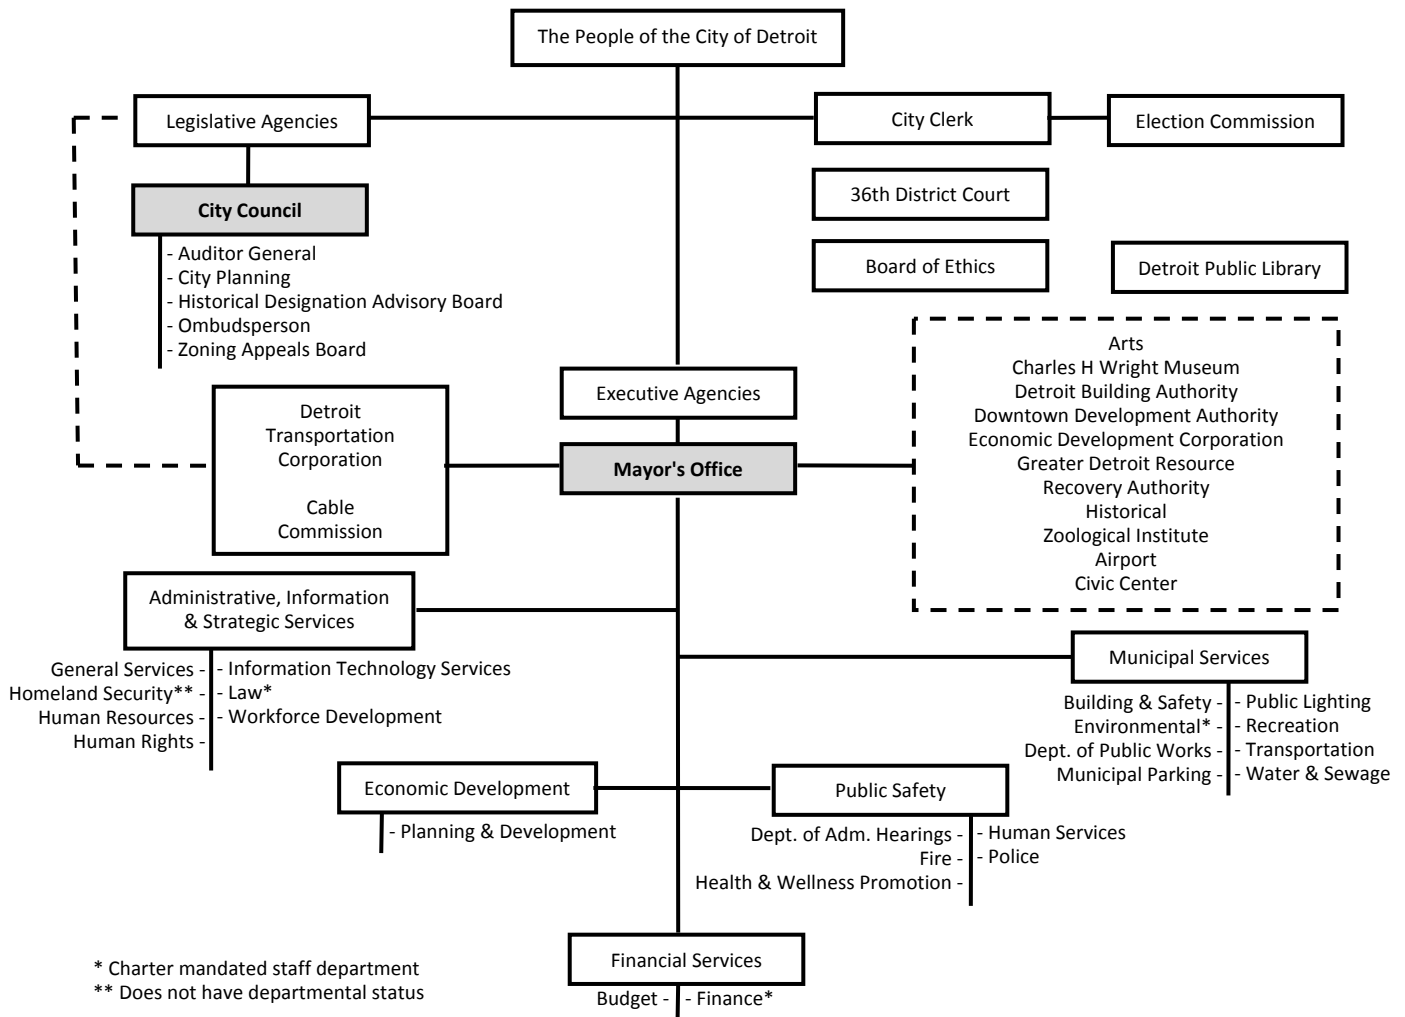 The People of the City of Detroit
Legislative Agencies
City Clerk
Election Commission
36th District Court
City Council
Board of Ethics
Detroit Public Library
- Auditor General
- City Planning
- Historical Designation Advisory Board
- Ombudsperson
- Zoning Appeals Board
Arts
Charles H Wright Museum
Detroit Building Authority
Downtown Development Authority
Economic Development Corporation
Greater Detroit Resource
Recovery Authority
Historical
Zoological Institute
Airport
Civic Center
Executive Agencies
Detroit
Transportation
Corporation
Cable
Commission
Mayor's Office
Administrative, Information
& Strategic Services
General Services -
Homeland Security** -
Human Resources -
Human Rights -
- Information Technology Services
- Law*
- Workforce Development
Municipal Services
Building & Safety -
Environmental* -
Dept. of Public Works -
Municipal Parking -
- Public Lighting
- Recreation
- Transportation
- Water & Sewage
Economic Development
- Planning & Development
Public Safety
Dept. of Adm. Hearings -
Fire -
Health & Wellness Promotion -
- Human Services
- Police
Financial Services
Budget -
- Finance*
* Charter mandated staff department
** Does not have departmental status